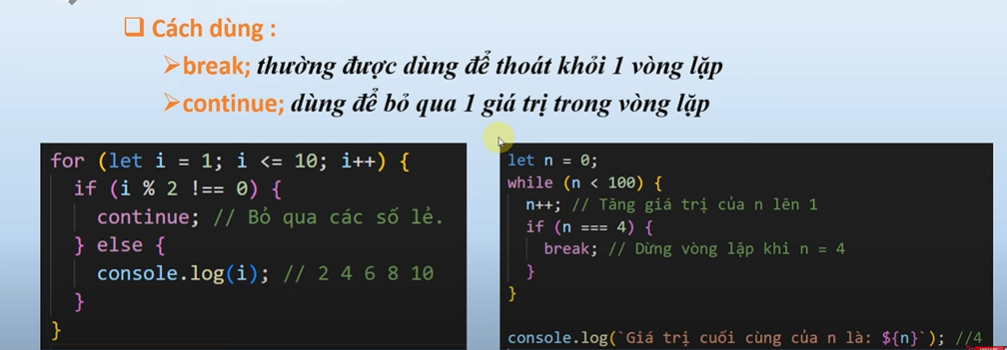 Cách dùng :
break; thường được dùng để thoát khỏi 1 vòng lặp
continue; dùng để bỏ qua 1 giá trị trong vòng lặp
for (let i = 1; i <= 10; i++) {
if (i % 2 !== 0) {
continue; // Bỏ qua các số lẻ.
} else {
console.log(i); // 2 4 6 8 10
}
}
let n = 0;
while (n < 100) {
n++; // Tăng giá trị của n lên 1
if (n === 4) {
break; // Dừng vòng lặp khi n = 4
}
}
console.log(`Giá trị cuối cùng của n là: ${n}`); //4